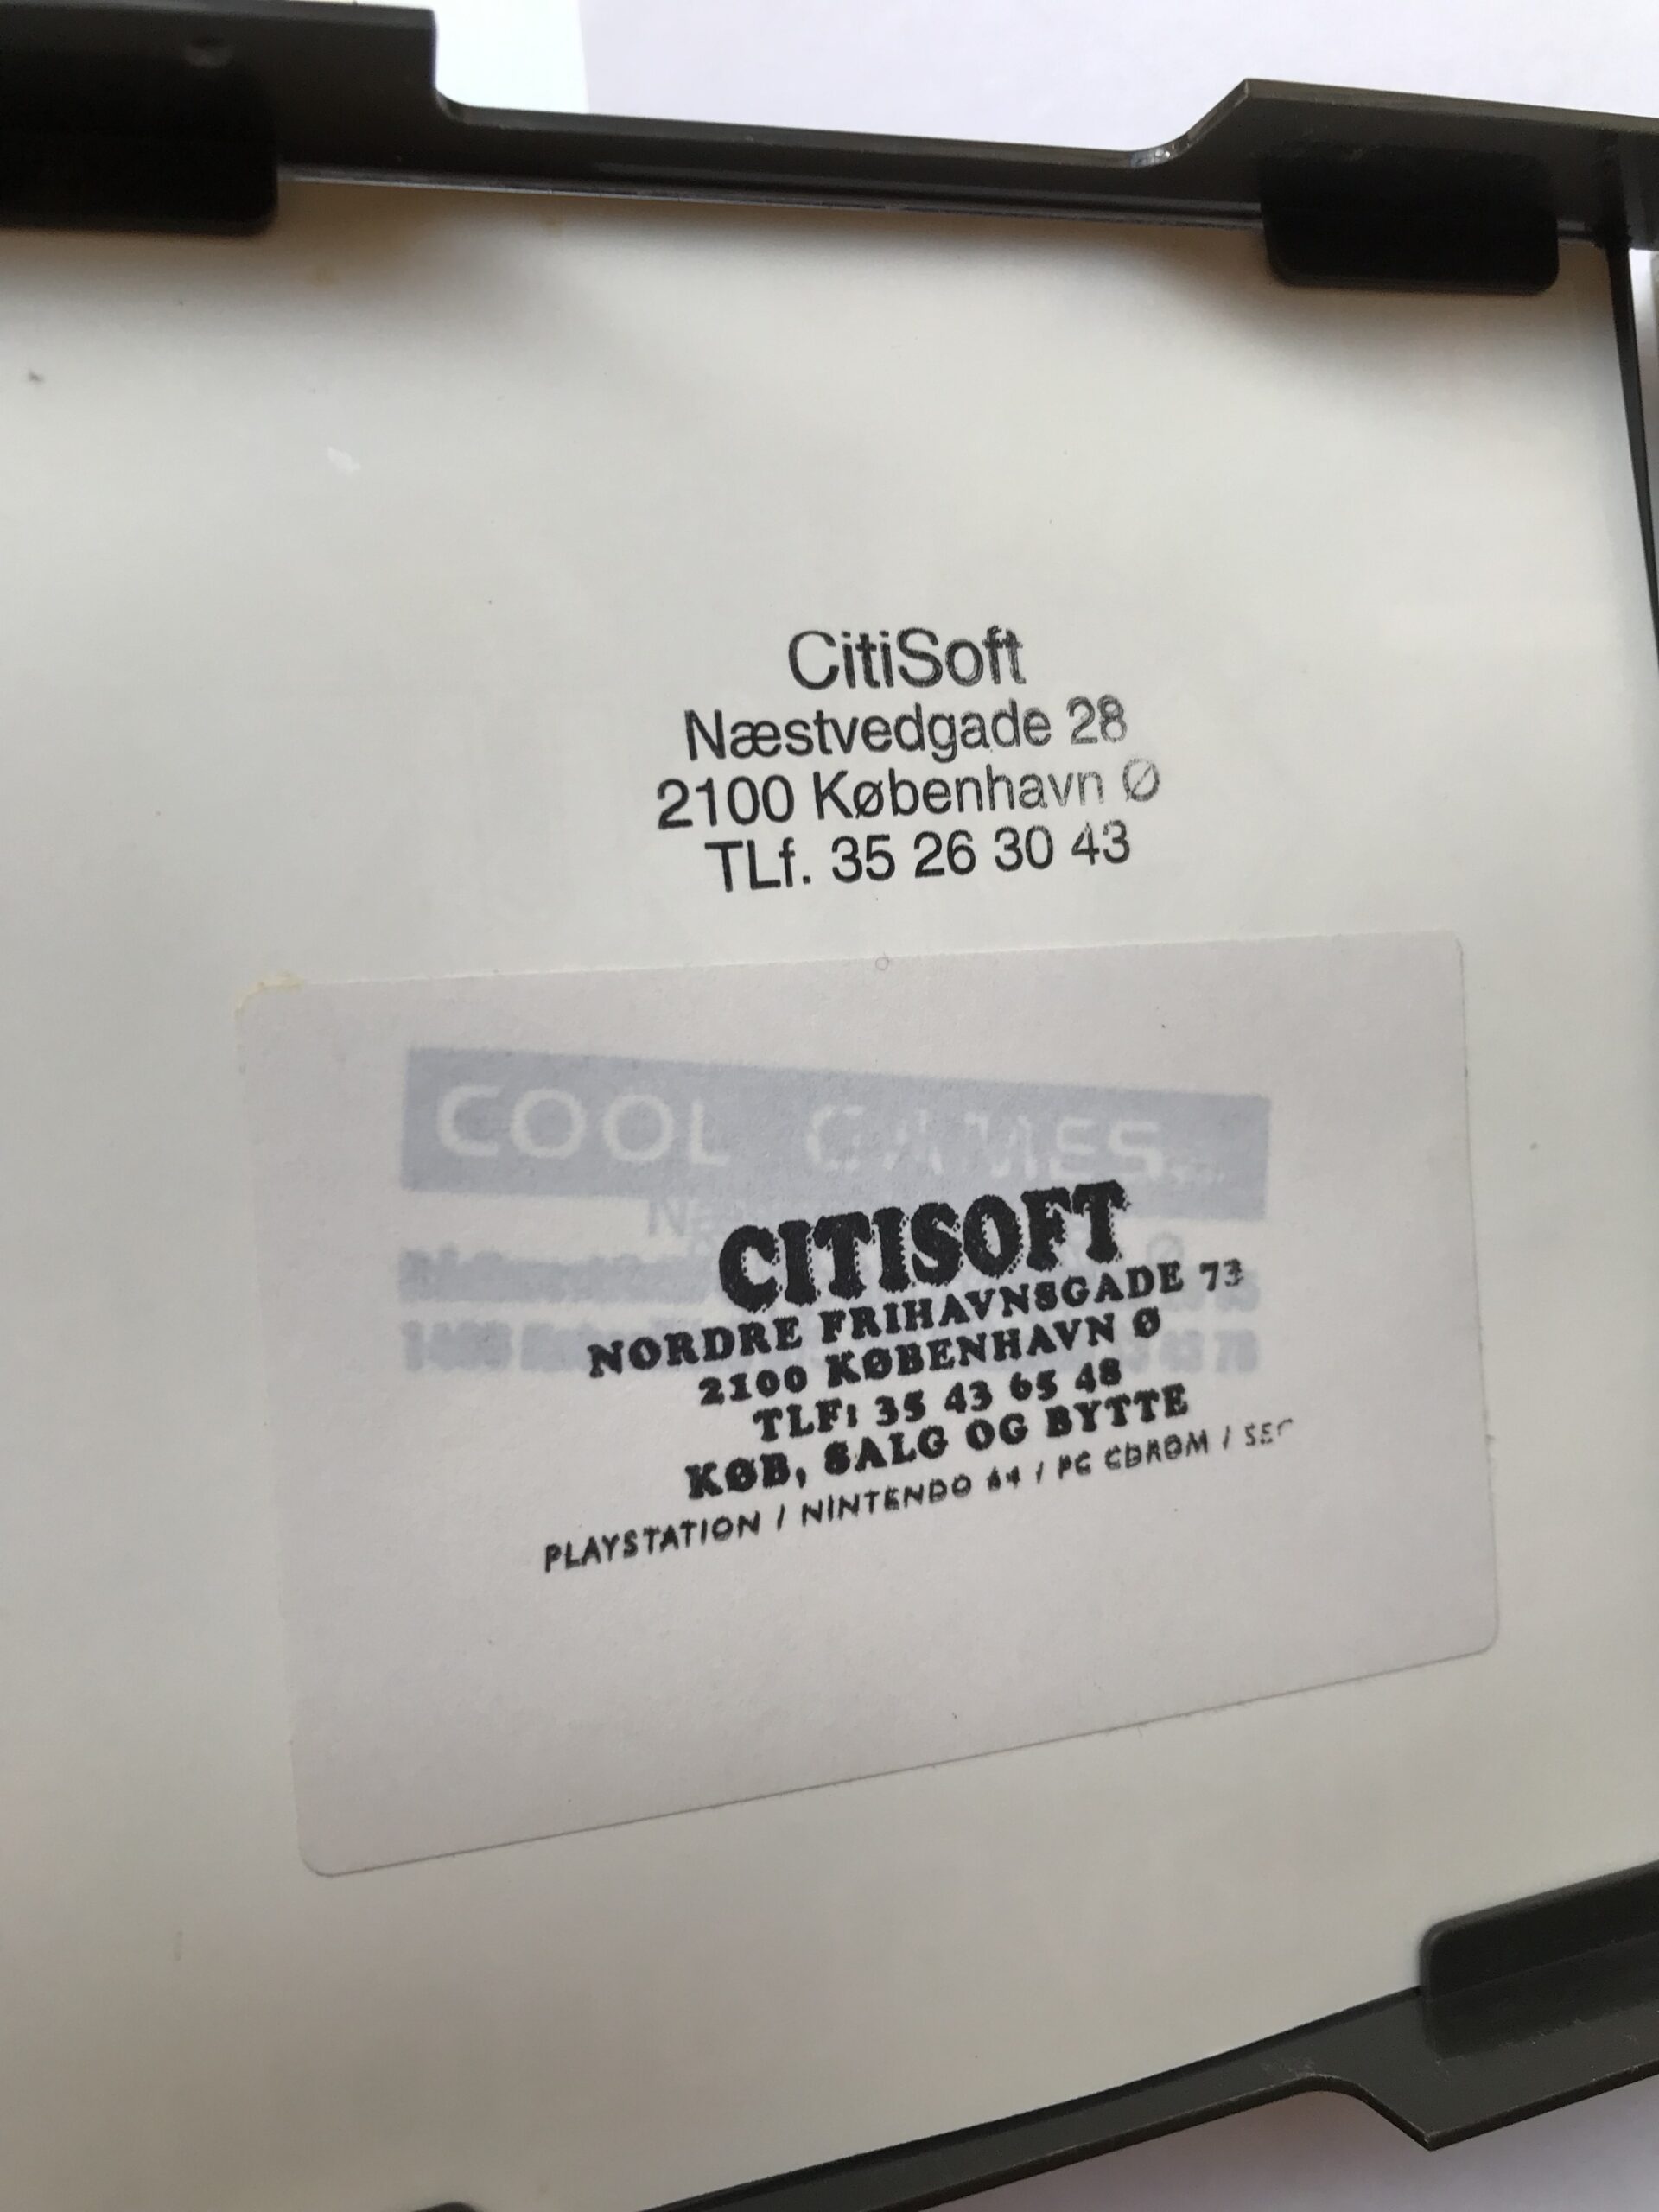 CitiSoft
Næstvedgade 28
2100 København Ø
TLf. 35 26 30 43
COOL GAMES
CITISOFT
NORDRE FRIHAVNSGADE 73
2100 KØBENHAVN Ø
TLF: 35 43 65 48
KØB, SALG OG BYTTE
PLAYSTATION / NINTENDO 64 / PC CDROM /